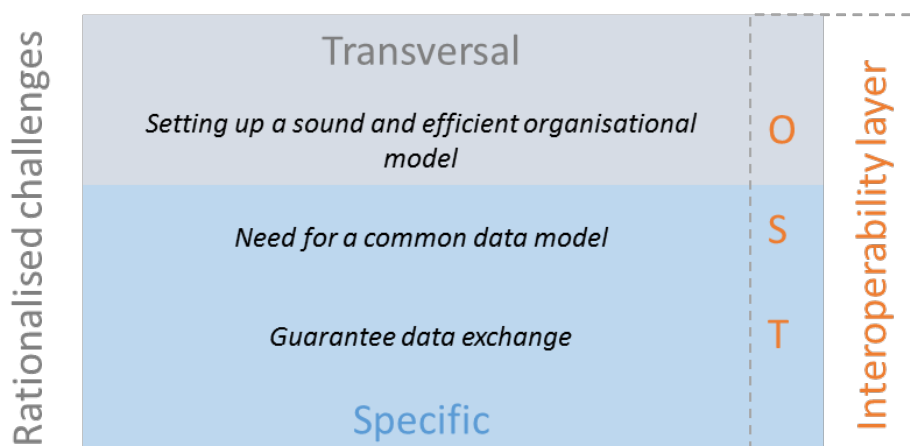 Rationalised challenges
Transversal
Setting up a sound and efficient organisational
model
O
Need for a common data model
S
Guarantee data exchange
T
Specific
Interoperability layer